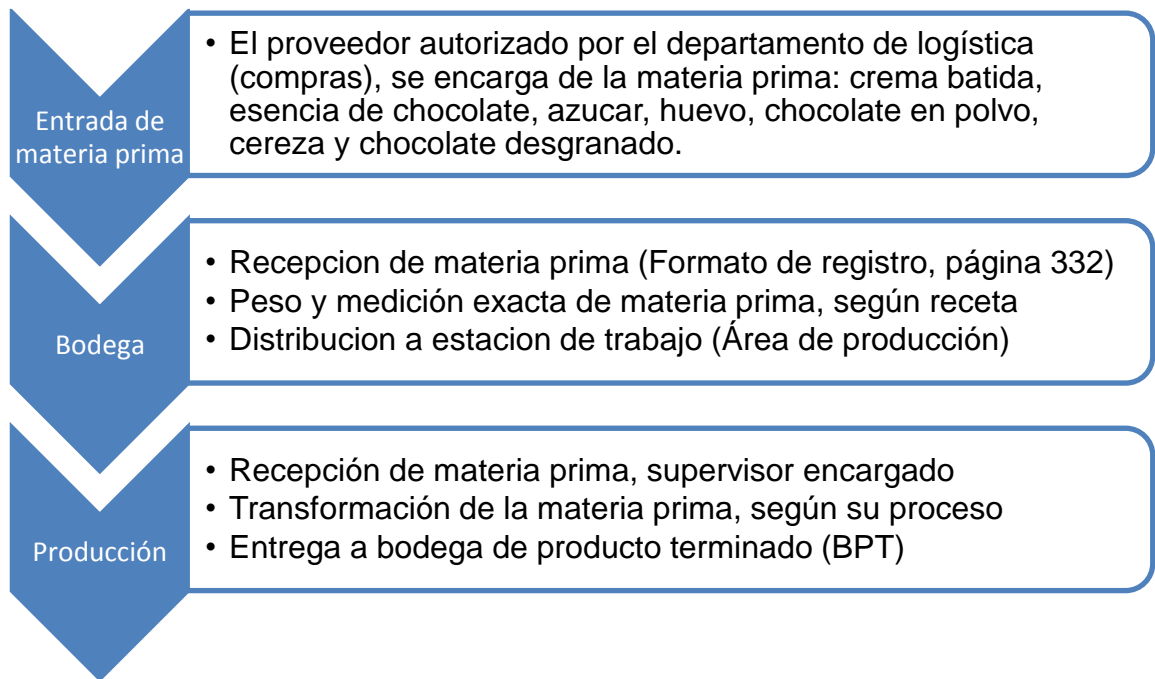 Entrada de
materia prima
• El proveedor autorizado por el departamento de logística
(compras), se encarga de la materia prima: crema batida,
esencia de chocolate, azucar, huevo, chocolate en polvo,
cereza y chocolate desgranado.
Bodega
• Recepcion de materia prima (Formato de registro, página 332)
• Peso y medición exacta de materia prima, según receta
• Distribucion a estacion de trabajo (Área de producción)
Producción
• Recepción de materia prima, supervisor encargado
• Transformación de la materia prima, según su proceso
• Entrega a bodega de producto terminado (BPT)